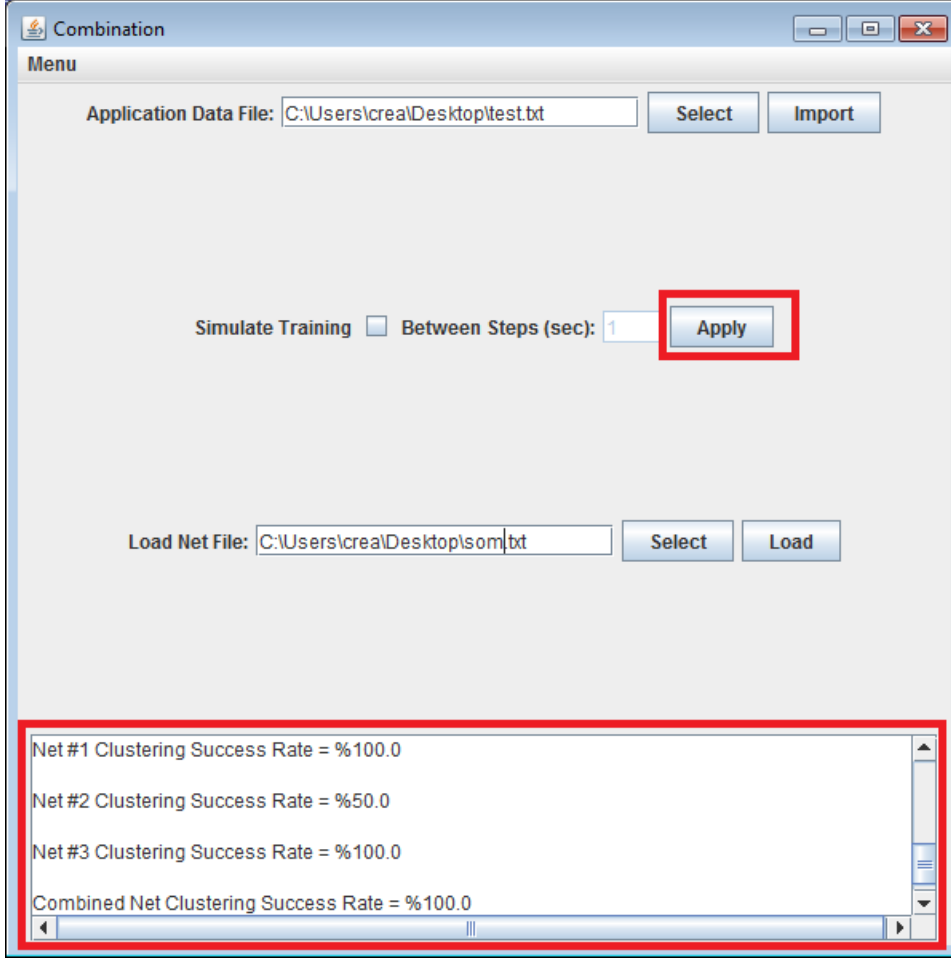 Combination
Menu
Application Data File: C:\Users\crea\Desktop\test.txt Select Import
Simulate Training Between Steps (sec): 1 Apply
Load Net File: C:\Users\crea\Desktop\som.txt Select Load
Net #1 Clustering Success Rate = %100.0
Net #2 Clustering Success Rate = %50.0
Net #3 Clustering Success Rate = %100.0
Combined Net Clustering Success Rate = %100.0